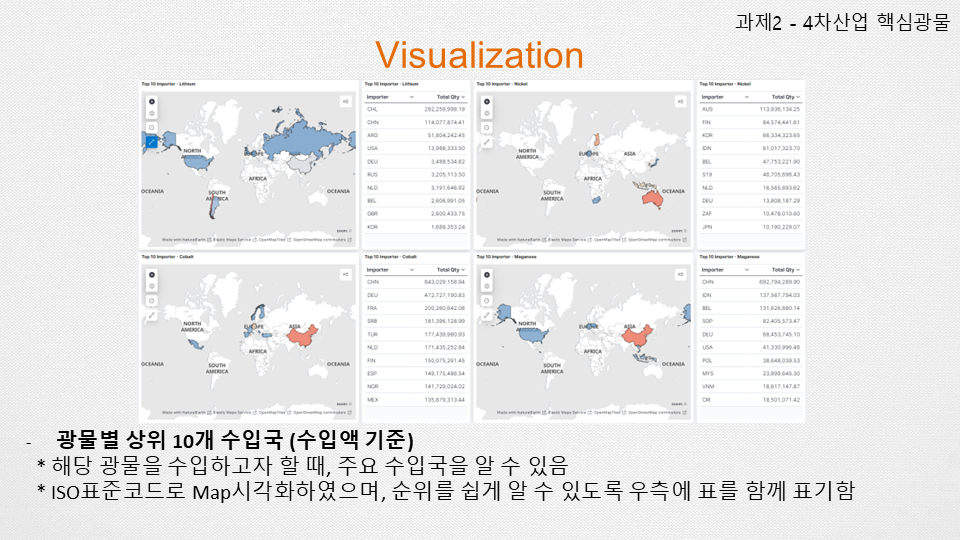 과제2 - 4차산업 핵심광물
Visualization
Top 10 Importer - Lithium
NORTH AMERICA
EUROPE
ASIA
AFRICA
OCEANIA
SOUTH AMERICA
OCEANIA
Made with NaturalEarth Elastic Maps Service OpenMapTiles OpenStreetMap contributors
Top 10 Importer - Lithium
Importer Total Qty
CHL 282,259,998.19
CHN 114,077,874.41
ARG 51,804,242.45
USA 13,988,333.50
DEU 3,488,534.82
RUS 3,205,113.50
NLD 3,191,646.92
BEL 2,606,991.05
GBR 2,600,433.75
KOR 1,688,353.24
Top 10 Importer - Nickel
NORTH AMERICA
EUROPE
ASIA
AFRICA
OCEANIA
SOUTH AMERICA
Made with NaturalEarth Elastic Maps Service OpenMapTiles OpenStreetMap contributors
Top 10 Importer - Nickel
Importer Total Qty
AUS 113,936,134.25
FIN 84,574,441.61
KOR 66,334,323.65
IDN 61,017,323.70
BEL 47,753,221.90
S19 46,705,696.43
NLD 16,565,693.62
DEU 13,808,187.29
ZAF 10,478,010.60
JPN 10,190,229.07
Top 10 Importer - Cobalt
NORTH AMERICA
EUROPE
ASIA
AFRICA
OCEANIA
SOUTH AMERICA
OCEANIA
Made with NaturalEarth Elastic Maps Service OpenMapTiles OpenStreetMap contributors
Top 10 Importer - Cobalt
Importer Total Qty
CHN 643,029,158.94
DEU 472,727,190.83
FRA 200,260,642.08
SRB 181,396,128.99
TUR 177,439,980.83
NLD 171,435,252.84
FIN 150,075,261.45
ESP 149,175,486.54
NOR 141,729,024.02
MEX 135,879,313.44
Top 10 Importer - Maganese
NORTH AMERICA
EUROPE
ASIA
AFRICA
OCEANIA
SOUTH AMERICA
OCEANIA
Made with NaturalEarth Elastic Maps Service OpenMapTiles OpenStreetMap contributors
Top 10 Importer - Maganese
Importer Total Qty
CHN 692,794,289.90
IDN 137,567,794.03
BEL 131,926,880.14
SGP 82,405,573.47
DEU 68,453,745.10
USA 41,330,996.46
POL 38,648,039.53
MYS 23,899,645.30
VNM 18,817,147.87
CRI 18,501,071.42
- 광물별 상위 10개 수입국 (수입액 기준)
* 해당 광물을 수입하고자 할 때, 주요 수입국을 알 수 있음
* ISO표준코드로 Map시각화하였으며, 순위를 쉽게 알 수 있도록 우측에 표를 함께 표기함